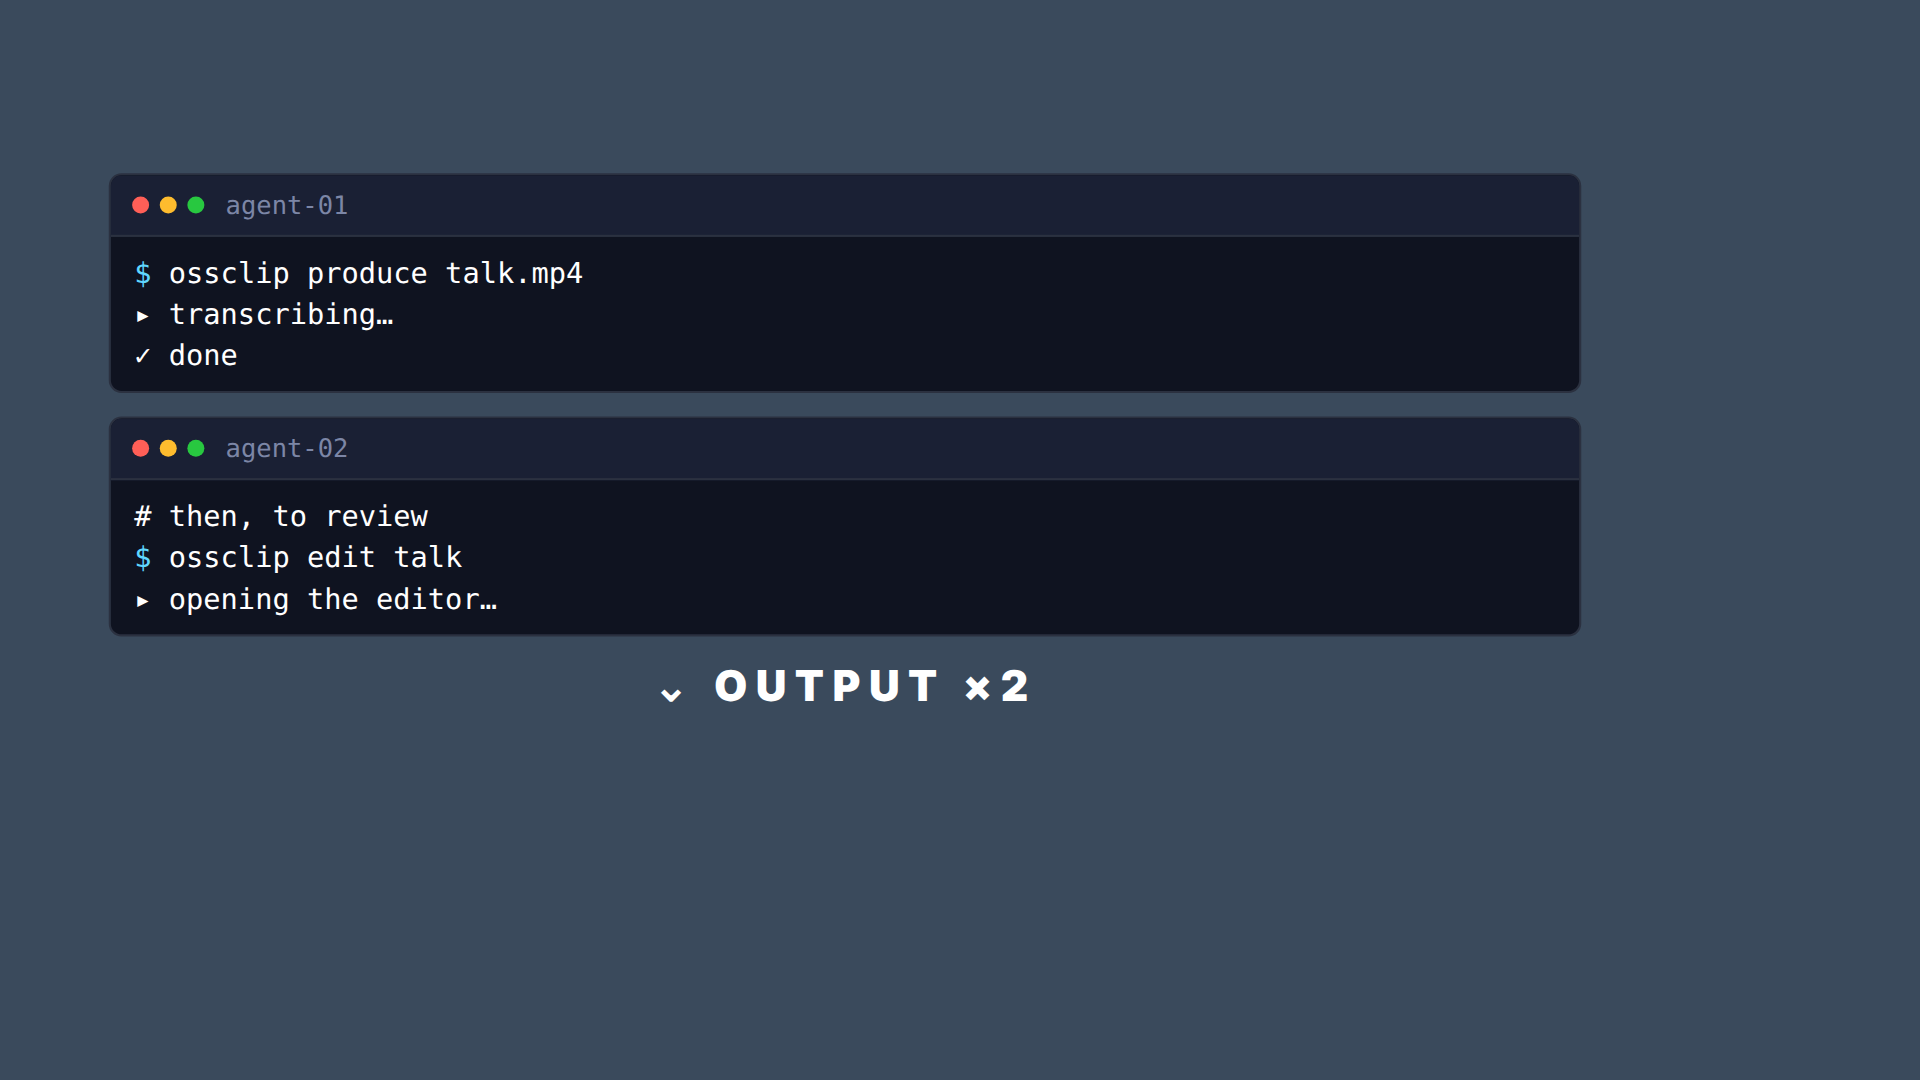 agent-01
$ ossclip produce talk.mp4
▸ transcribing…
✓ done
agent-02
# then, to review
$ ossclip edit talk
▸ opening the editor…
⌄ OUTPUT ×2